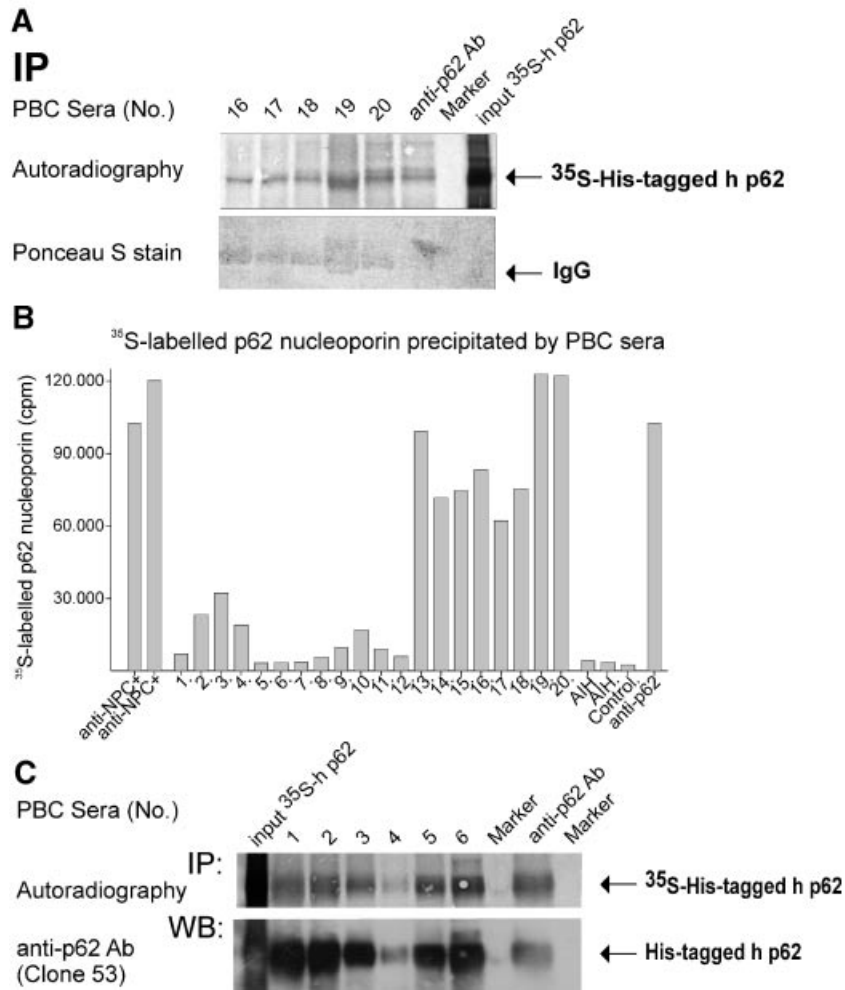 A
IP
PBC Sera (No.) 16 17 18 19 20 anti-p62 Ab Marker input ³⁵S-h p62
Autoradiography ³⁵S-His-tagged h p62
Ponceau S stain IgG
B
³⁵S-labelled p62 nucleoporin precipitated by PBC sera
³⁵S-labelled p62 nucleoporin (cpm)
120.000
90.000
60.000
30.000
anti-NPC+ anti-NPC+ 1. 2. 3. 4. 5. 6. 7. 8. 9. 10. 11. 12. 13. 14. 15. 16. 17. 18. 19. 20. AIH. AIH. Control. anti-p62
C
PBC Sera (No.) input ³⁵S-h p62 1 2 3 4 5 6 Marker anti-p62 Ab Marker
IP:
Autoradiography ³⁵S-His-tagged h p62
WB:
anti-p62 Ab His-tagged h p62
(Clone 53)